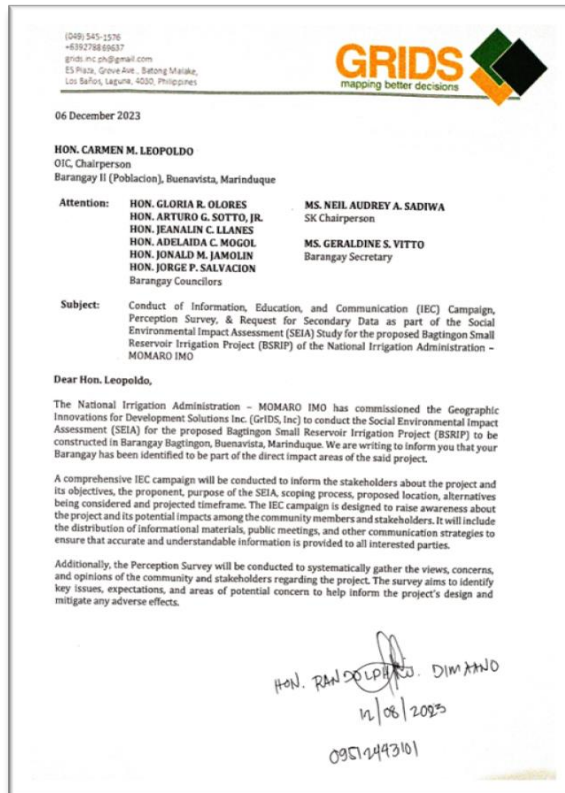 (049) 545-1576
+639278869637
grids.inc.ph@gmail.com
ES Plaza, Grove Ave., Batong Malake,
Los Baños, Laguna, 4030, Philippines
GRIDS
mapping better decisions
06 December 2023
HON. CARMEN M. LEOPOLDO
OIC, Chairperson
Barangay II (Poblacion), Buenavista, Marinduque
Attention: HON. GLORIA R. OLORES MS. NEIL AUDREY A. SADIWA
HON. ARTURO G. SOTTO, JR. SK Chairperson
HON. JEANALIN C. LLANES
HON. ADELAIDA C. MOGOL MS. GERALDINE S. VITTO
HON. JONALD M. JAMOLIN Barangay Secretary
HON. JORGE P. SALVACION
Barangay Councilors
Subject: Conduct of Information, Education, and Communication (IEC) Campaign,
Perception Survey, & Request for Secondary Data as part of the Social
Environmental Impact Assessment (SEIA) Study for the proposed Bagtingon Small
Reservoir Irrigation Project (BSRIP) of the National Irrigation Administration –
MOMARO IMO
Dear Hon. Leopoldo,
The National Irrigation Administration – MOMARO IMO has commissioned the Geographic
Innovations for Development Solutions Inc. (GrIDS, Inc) to conduct the Social Environmental Impact
Assessment (SEIA) for the proposed Bagtingon Small Reservoir Irrigation Project (BSRIP) to be
constructed in Barangay Bagtingon, Buenavista, Marinduque. We are writing to inform you that your
Barangay has been identified to be part of the direct impact areas of the said project.
A comprehensive IEC campaign will be conducted to inform the stakeholders about the project and
its objectives, the proponent, purpose of the SEIA, scoping process, proposed location, alternatives
being considered and projected timeframe. The IEC campaign is designed to raise awareness about
the project and its potential impacts among the community members and stakeholders. It will include
the distribution of informational materials, public meetings, and other communication strategies to
ensure that accurate and understandable information is provided to all interested parties.
Additionally, the Perception Survey will be conducted to systematically gather the views, concerns,
and opinions of the community and stakeholders regarding the project. The survey aims to identify
key issues, expectations, and areas of potential concern to help inform the project's design and
mitigate any adverse effects.
HON. DIMAANO
12/08/2023
09512493101